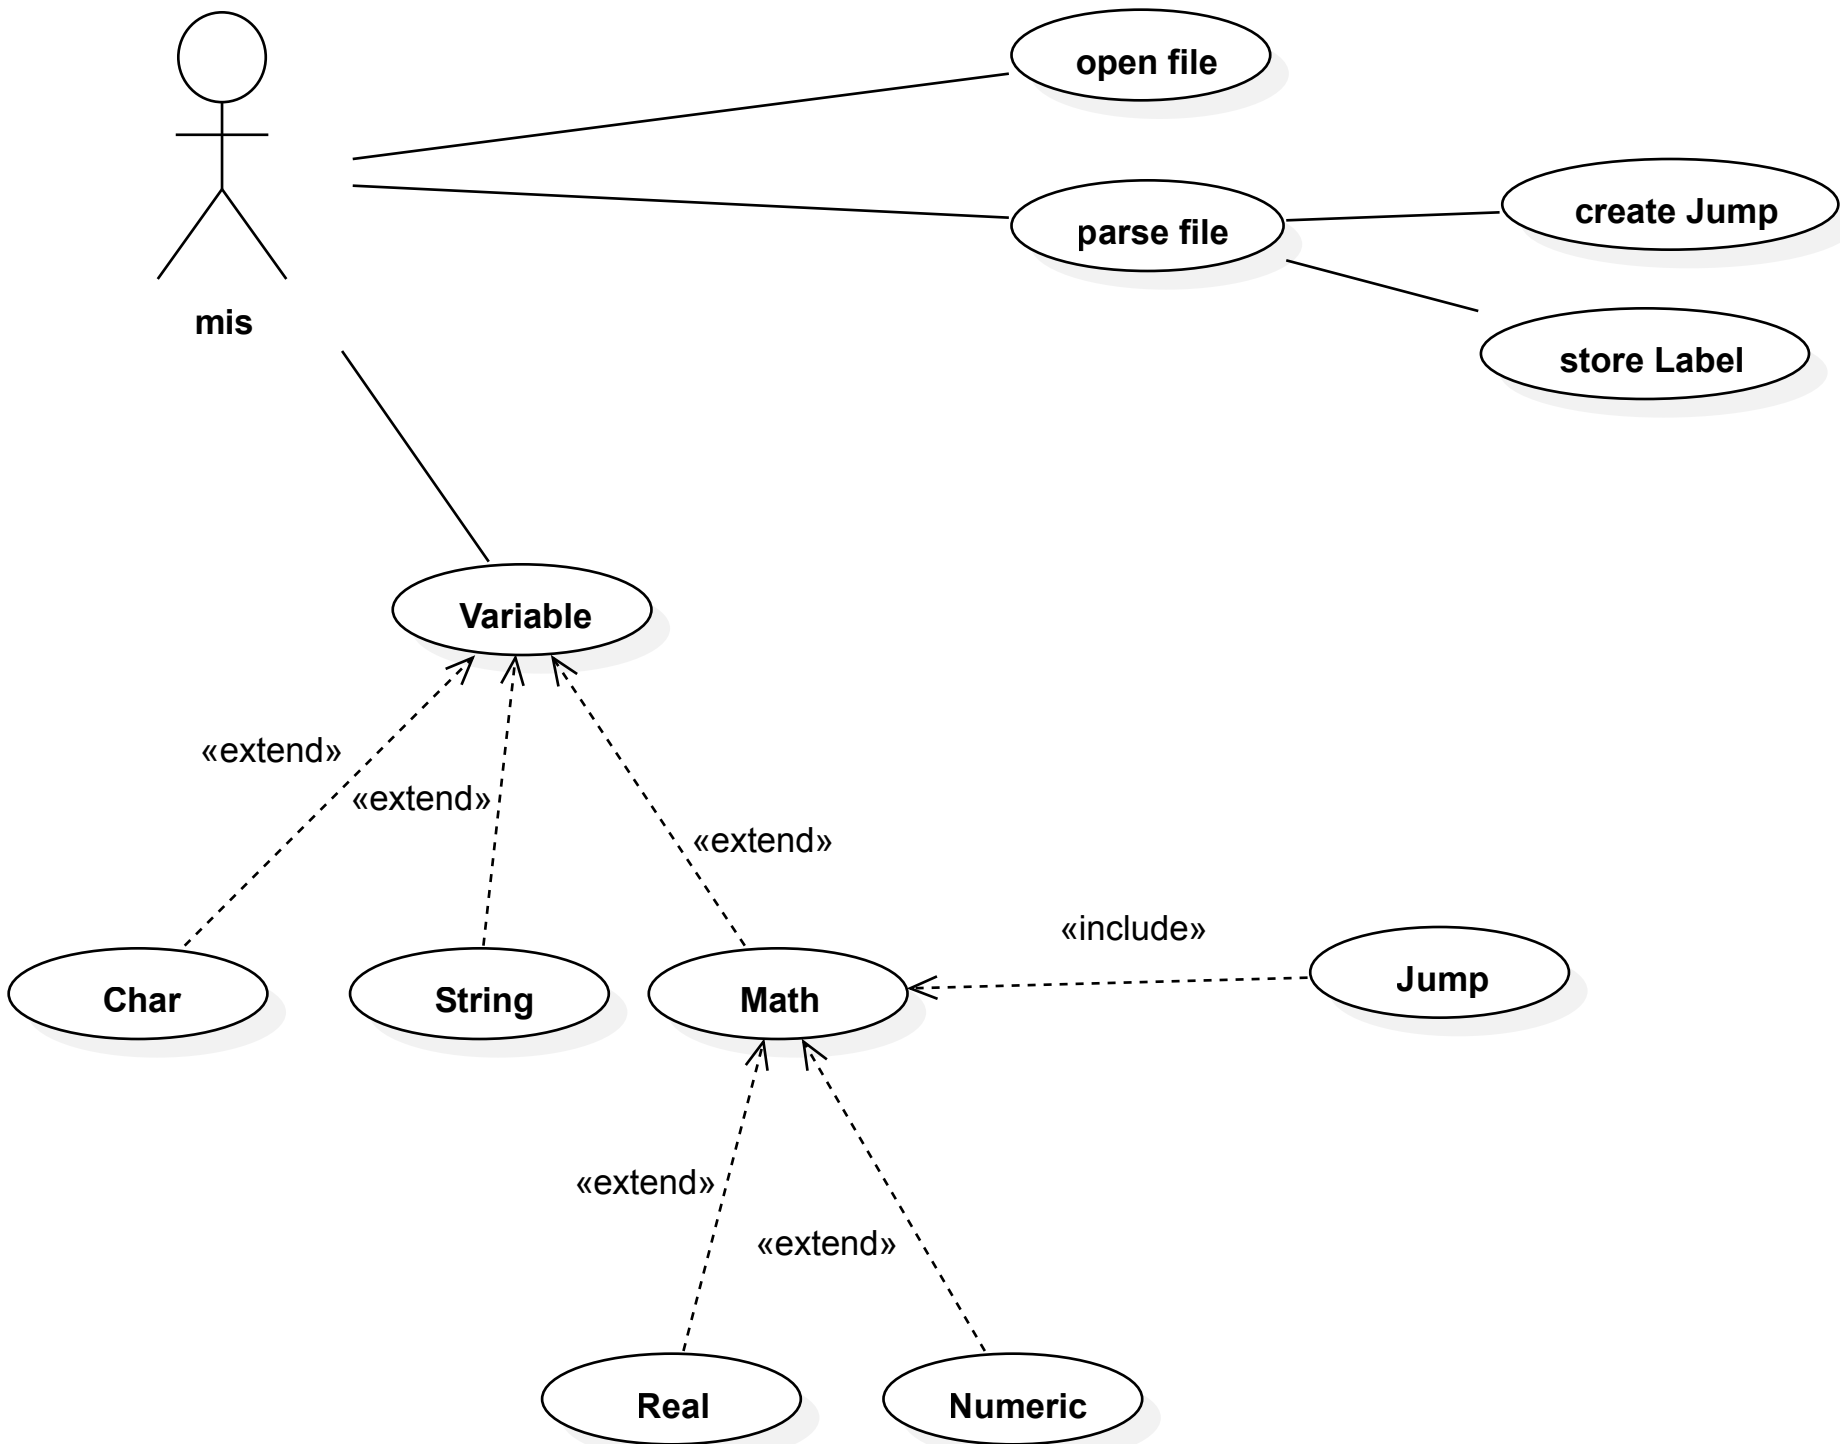 open file
parse file
create Jump
mis
store Label
Variable
«extend»
«extend»
«extend»
«include»
Char
String
Math
Jump
«extend»
«extend»
Real
Numeric